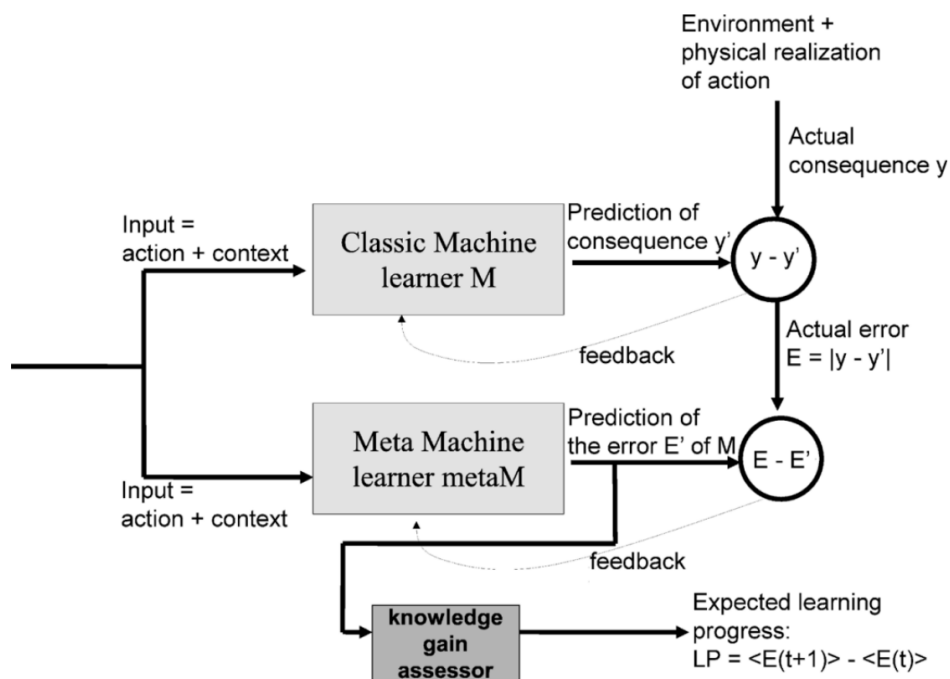 Environment +
physical realization
of action
Actual
consequence y
Input =
action + context
Classic Machine
learner M
Prediction of
consequence y'
y - y'
feedback
Actual error
E = |y - y'|
Meta Machine
learner metaM
Prediction of
the error E' of M
E - E'
Input =
action + context
feedback
knowledge
gain
assessor
Expected learning
progress:
LP = <E(t+1)> - <E(t)>